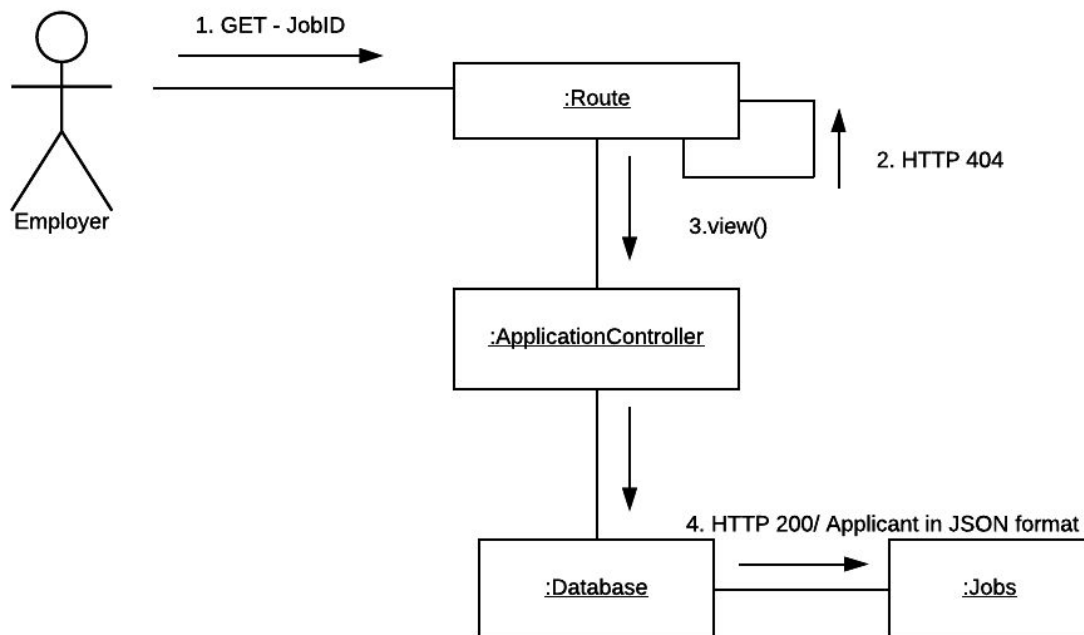 1. GET - JobID
:Route
2. HTTP 404
Employer
3.view()
:ApplicationController
4. HTTP 200/ Applicant in JSON format
:Database
:Jobs